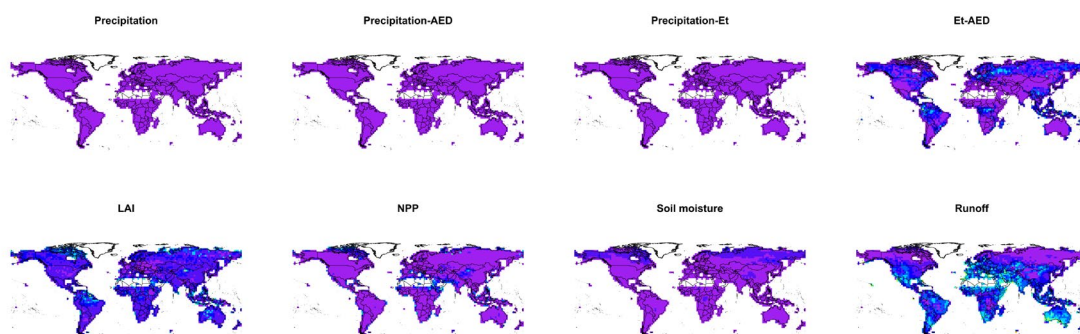 Precipitation
Precipitation-AED
Precipitation-Et
Et-AED
LAI
NPP
Soil moisture
Runoff